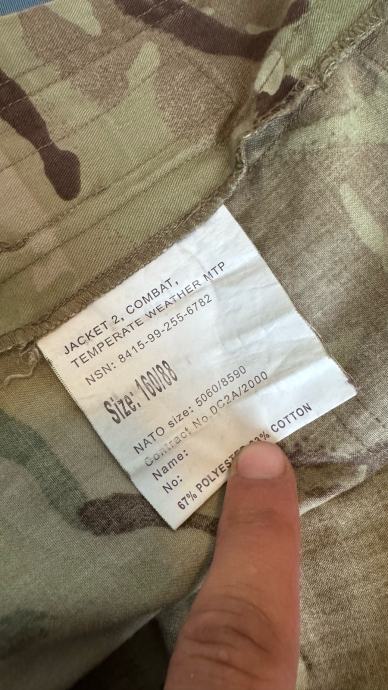 JACKET 2, COMBAT,
TEMPERATE WEATHER MTP
NSN: 8415-99-255-6782
Size: 160/88
NATO size: 5060/8590
Contract No.DC2A/2000
Name:
No:
67% POLYESTER COTTON